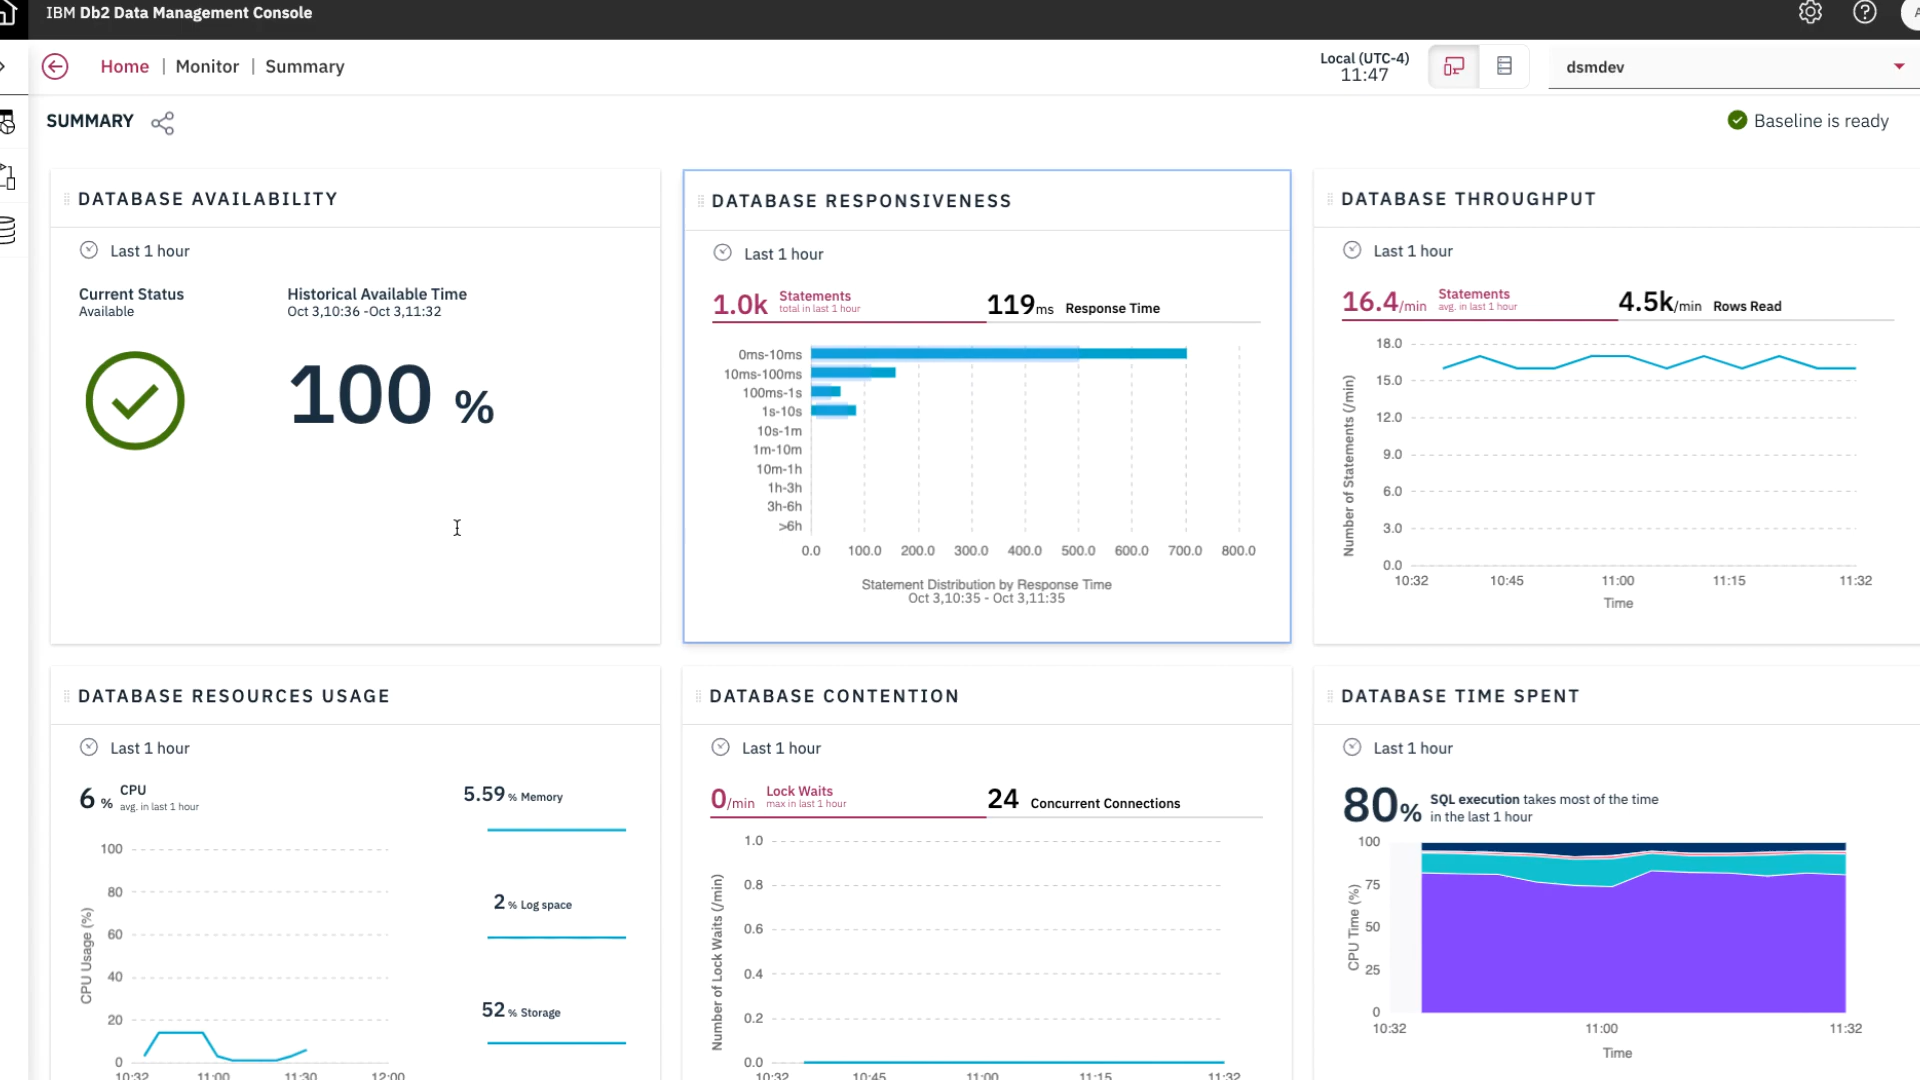 IBM Db2 Data Management Console
A
Home | Monitor | Summary
Local (UTC-4)
11:47
dsmdev
SUMMARY
Baseline is ready
DATABASE AVAILABILITY
Last 1 hour
Current Status
Available
Historical Available Time
Oct 3,10:36 -Oct 3,11:32
100 %
DATABASE RESPONSIVENESS
Last 1 hour
1.0k Statements
total in last 1 hour
119ms Response Time
0ms-10ms
10ms-100ms
100ms-1s
1s-10s
10s-1m
1m-10m
10m-1h
1h-3h
3h-6h
>6h
0.0 100.0 200.0 300.0 400.0 500.0 600.0 700.0 800.0
Statement Distribution by Response Time
Oct 3,10:35 - Oct 3,11:35
DATABASE THROUGHPUT
Last 1 hour
16.4/min Statements
avg. in last 1 hour
4.5k/min Rows Read
Number of Statements (/min)
18.0
15.0
12.0
9.0
6.0
3.0
0.0
10:32 10:45 11:00 11:15 11:32
Time
DATABASE RESOURCES USAGE
Last 1 hour
6 % CPU
avg. in last 1 hour
5.59 % Memory
2 % Log space
52 % Storage
CPU Usage (%)
100
80
60
40
20
0
10:32 11:00 11:30 12:00
DATABASE CONTENTION
Last 1 hour
0/min Lock Waits
max in last 1 hour
24 Concurrent Connections
Number of Lock Waits (/min)
1.0
0.8
0.6
0.4
0.2
0.0
10:32 10:45 11:00 11:15 11:32
DATABASE TIME SPENT
Last 1 hour
80% SQL execution takes most of the time
in the last 1 hour
CPU Time (%)
100
75
50
25
0
10:32 11:00 11:32
Time